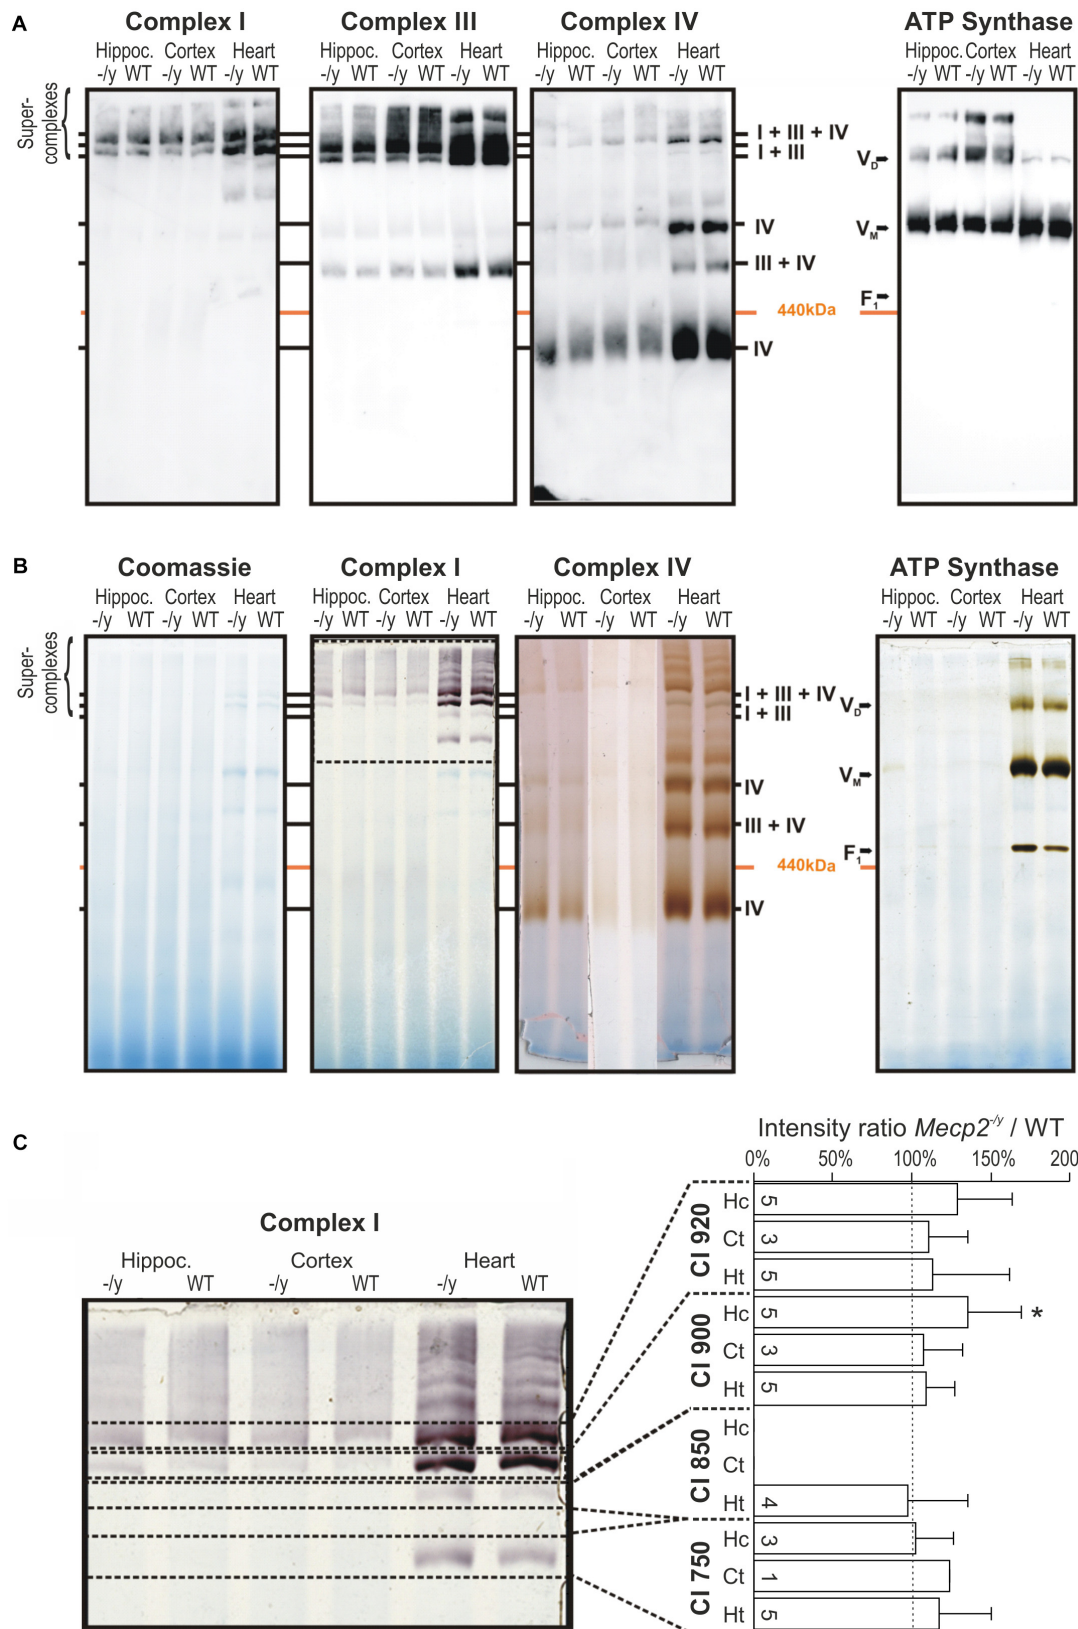 A
Complex I Complex III Complex IV ATP Synthase
Hippoc. Cortex Heart Hippoc. Cortex Heart Hippoc. Cortex Heart Hippoc. Cortex Heart
-/y WT -/y WT -/y WT -/y WT -/y WT -/y WT -/y WT -/y WT -/y WT -/y WT -/y WT -/y WT
Super-
complexes
I + III + IV
I + III
V_D
IV
V_M
III + IV
F_1
440kDa
IV
B
Coomassie Complex I Complex IV ATP Synthase
Hippoc. Cortex Heart Hippoc. Cortex Heart Hippoc. Cortex Heart Hippoc. Cortex Heart
-/y WT -/y WT -/y WT -/y WT -/y WT -/y WT -/y WT -/y WT -/y WT -/y WT -/y WT -/y WT
Super-
complexes
I + III + IV
V_D
I + III
V_M
IV
III + IV
F_1
440kDa
IV
C
Complex I
Hippoc. Cortex Heart
-/y WT -/y WT -/y WT
Intensity ratio Mecp2-/y / WT
0% 50% 100% 150% 200
CI 920
Hc 5
Ct 3
Ht 5
CI 900
Hc 5 *
Ct 3
Ht 5
CI 850
Hc
Ct
Ht 4
CI 750
Hc 3
Ct 1
Ht 5